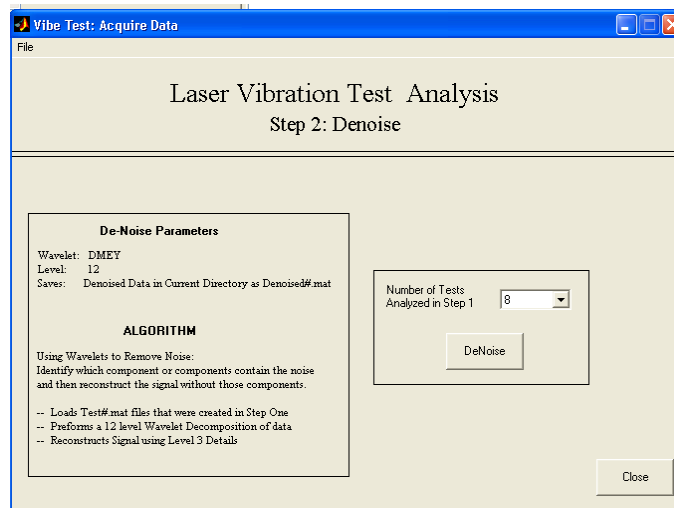 Vibe Test: Acquire Data
File
Laser Vibration Test Analysis
Step 2: Denoise
De-Noise Parameters
Wavelet: DMEY
Level: 12
Saves: Denoised Data in Current Directory as Denoised#.mat
ALGORITHM
Using Wavelets to Remove Noise:
Identify which component or components contain the noise
and then reconstruct the signal without those components.
-- Loads Test#.mat files that were created in Step One
-- Preforms a 12 level Wavelet Decomposition of data
-- Reconstructs Signal using Level 3 Details
Number of Tests
Analyzed in Step 1
8
DeNoise
Close